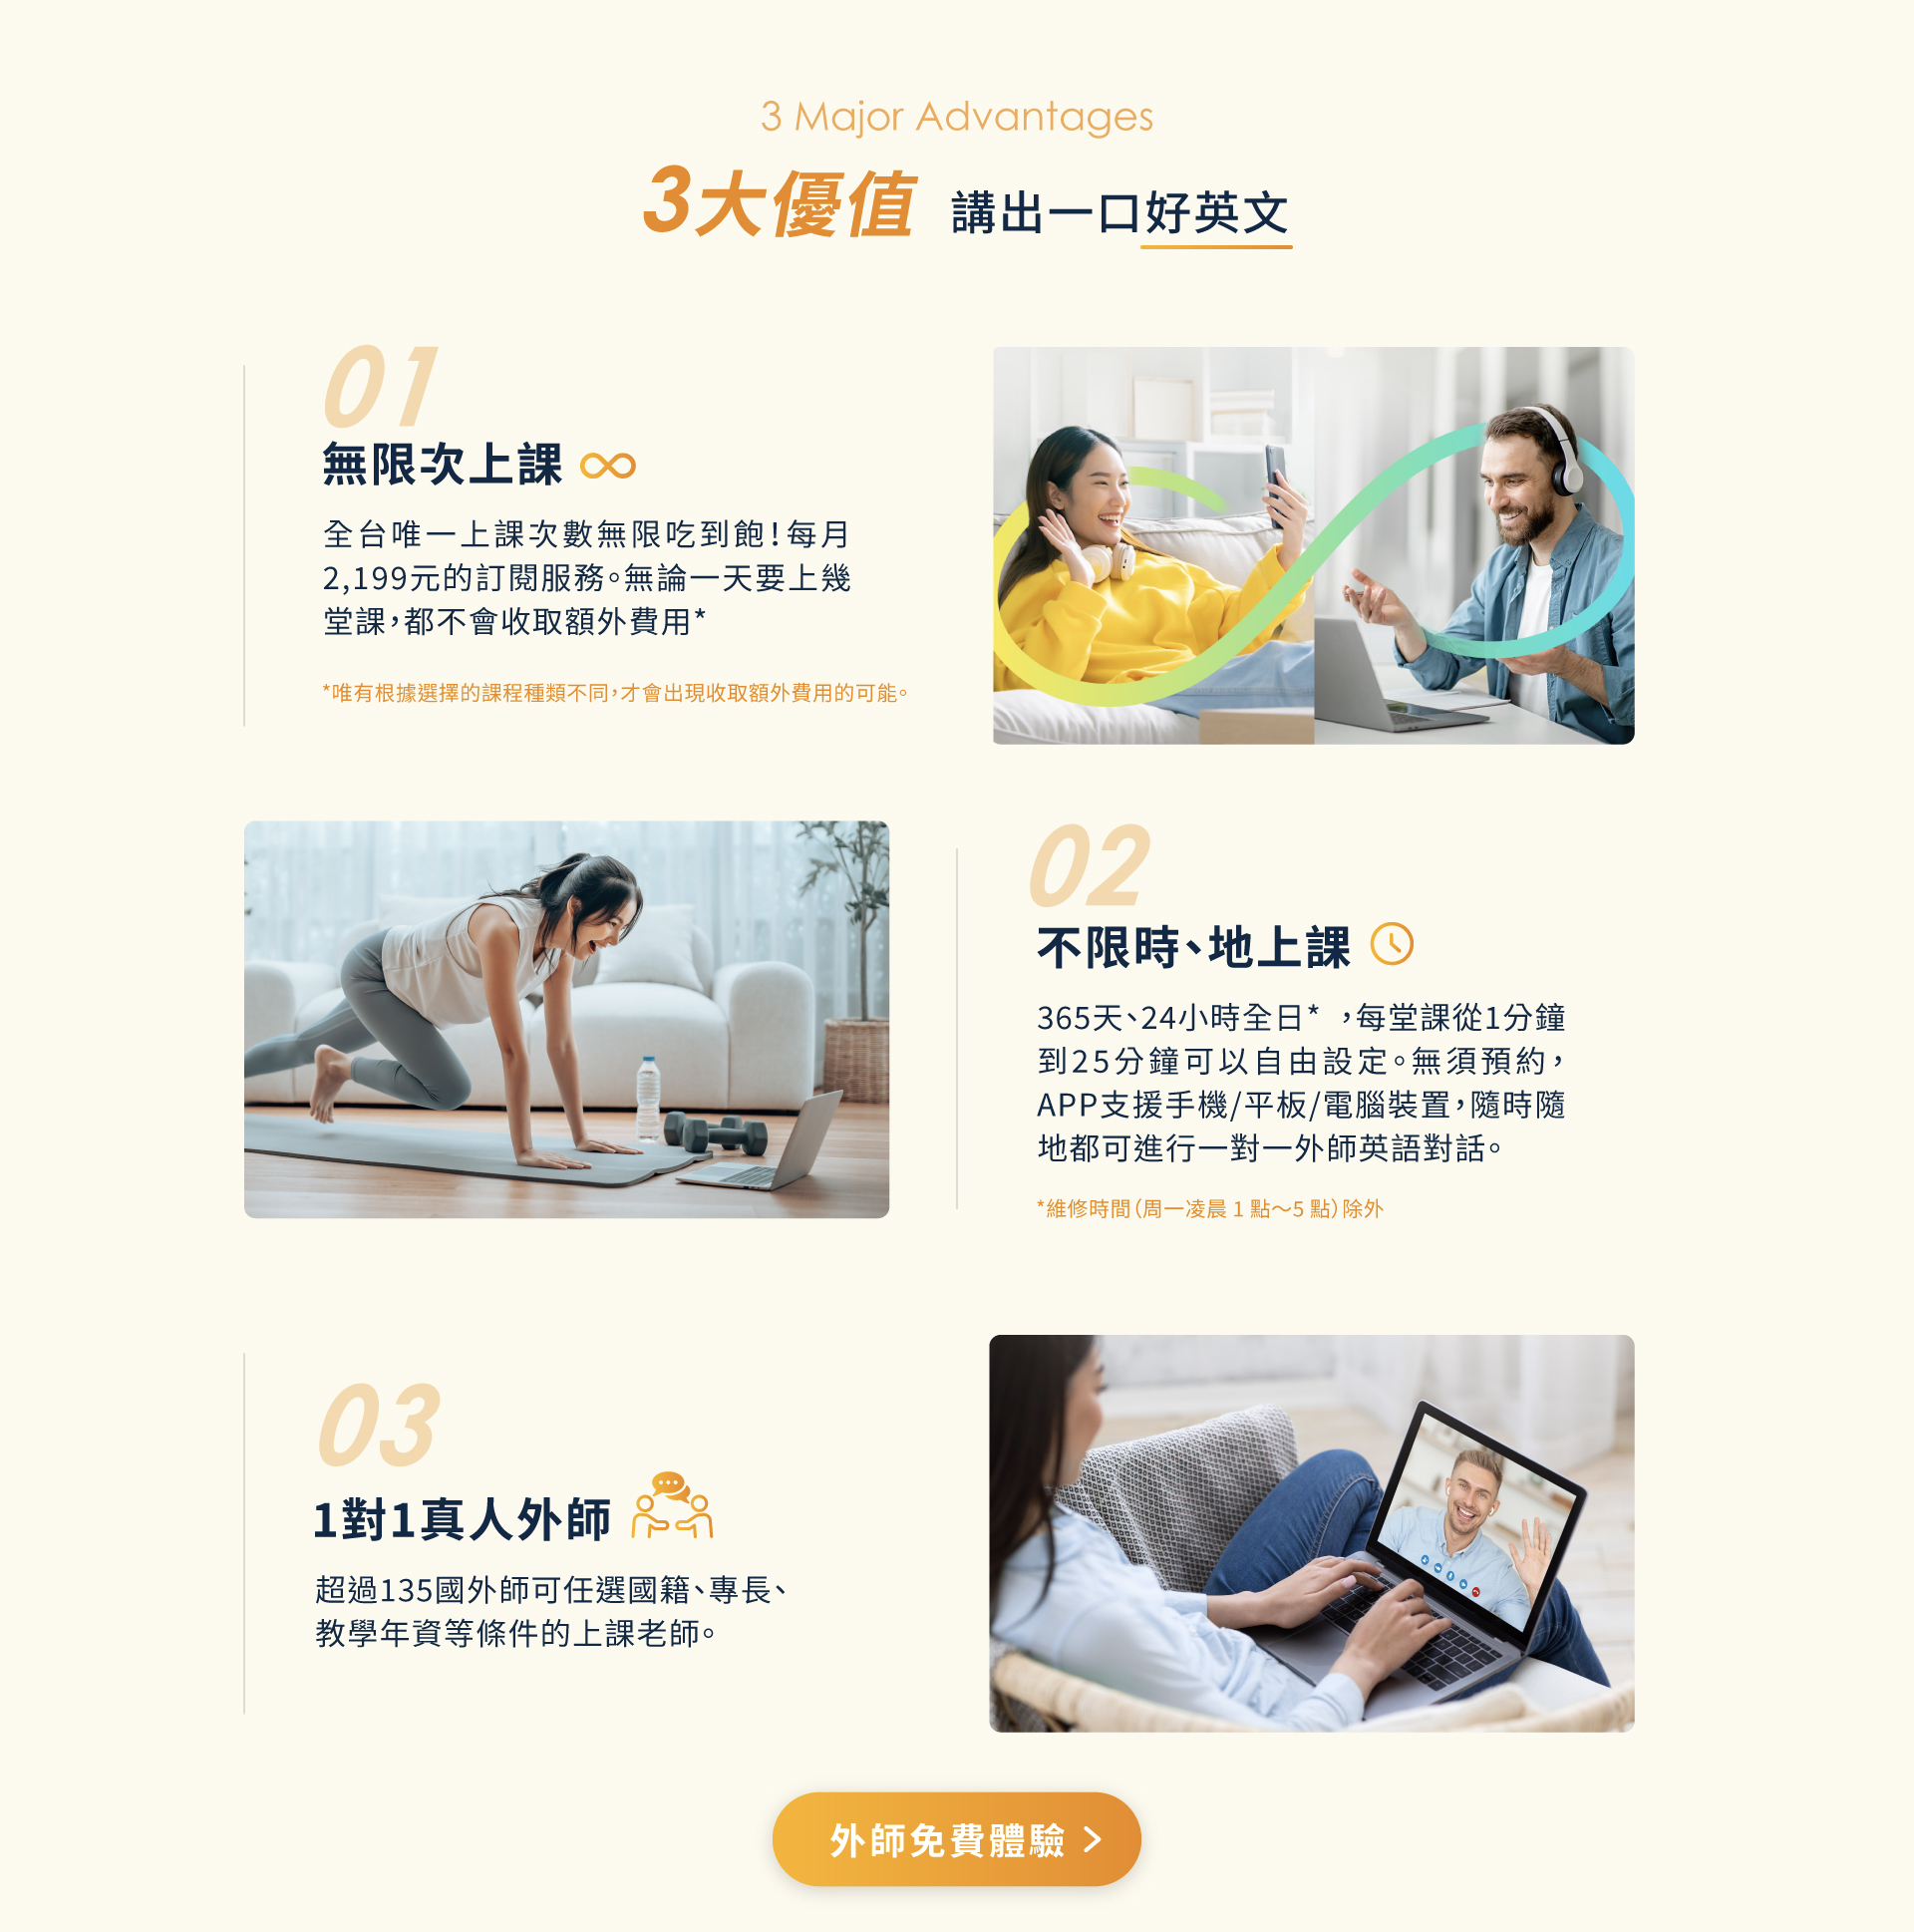 3 Major Advantages
3大優值 講出一口好英文
01
無限次上課
全台唯一上課次數無限吃到飽！每月
2,199元的訂閱服務。無論一天要上幾
堂課，都不會收取額外費用*
*唯有根據選擇的課程種類不同，才會出現收取額外費用的可能。
02
不限時、地上課
365天、24小時全日* ，每堂課從1分鐘
到25分鐘可以自由設定。無須預約，
APP支援手機/平板/電腦裝置，隨時隨
地都可進行一對一外師英語對話。
*維修時間（周一凌晨 1 點～5 點）除外
03
1對1真人外師
超過135國外師可任選國籍、專長、
教學年資等條件的上課老師。
外師免費體驗 >